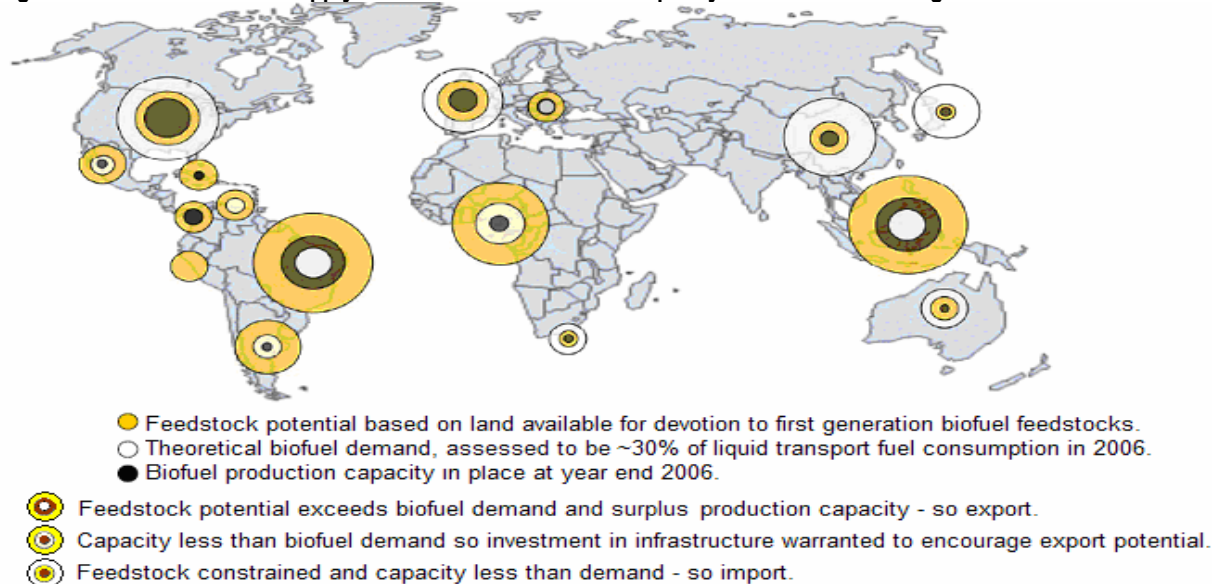 Feedstock potential based on land available for devotion to first generation biofuel feedstocks.
Theoretical biofuel demand, assessed to be ~30% of liquid transport fuel consumption in 2006.
Biofuel production capacity in place at year end 2006.
Feedstock potential exceeds biofuel demand and surplus production capacity - so export.
Capacity less than biofuel demand so investment in infrastructure warranted to encourage export potential.
Feedstock constrained and capacity less than demand - so import.